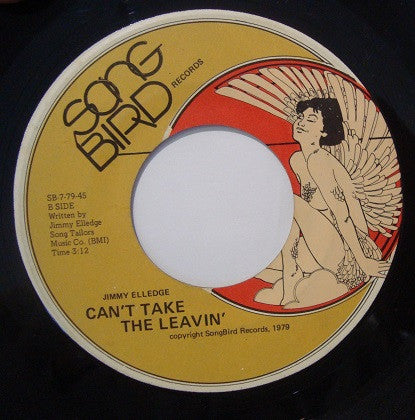 SONG
BIRD
RECORDS
SB-7-79-45
B SIDE
Written by
Jimmy Elledge
Song Tailors
Music Co. (BMI)
Time 3:12
JIMMY ELLEDGE
CAN'T TAKE
THE LEAVIN'
copyright SongBird Records, 1979